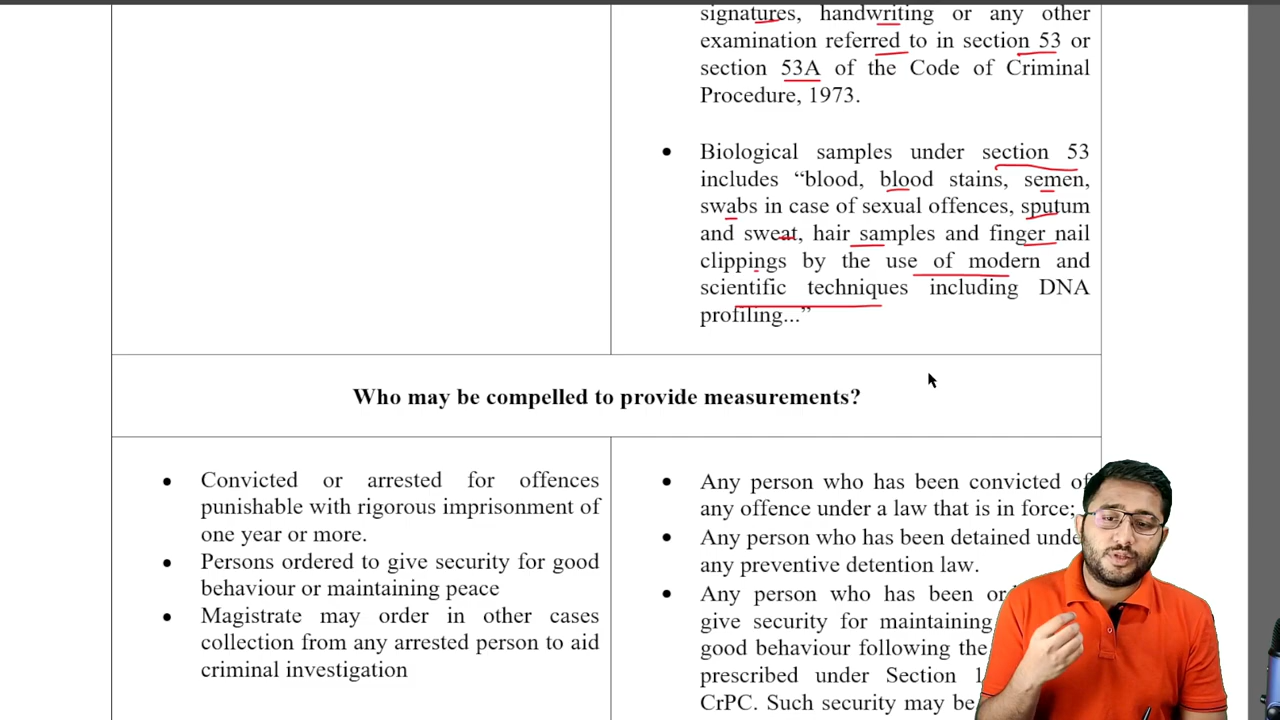 signatures, handwriting or any other
examination referred to in section 53 or
section 53A of the Code of Criminal
Procedure, 1973.
• Biological samples under section 53
includes “blood, blood stains, semen,
swabs in case of sexual offences, sputum
and sweat, hair samples and finger nail
clippings by the use of modern and
scientific techniques including DNA
profiling...”
Who may be compelled to provide measurements?
• Convicted or arrested for offences
punishable with rigorous imprisonment of
one year or more.
• Persons ordered to give security for good
behaviour or maintaining peace
• Magistrate may order in other cases
collection from any arrested person to aid
criminal investigation
• Any person who has been convicted of
any offence under a law that is in force;
• Any person who has been detained unde
any preventive detention law.
• Any person who has been or
give security for maintaining
good behaviour following the
prescribed under Section 1
CrPC. Such security may be